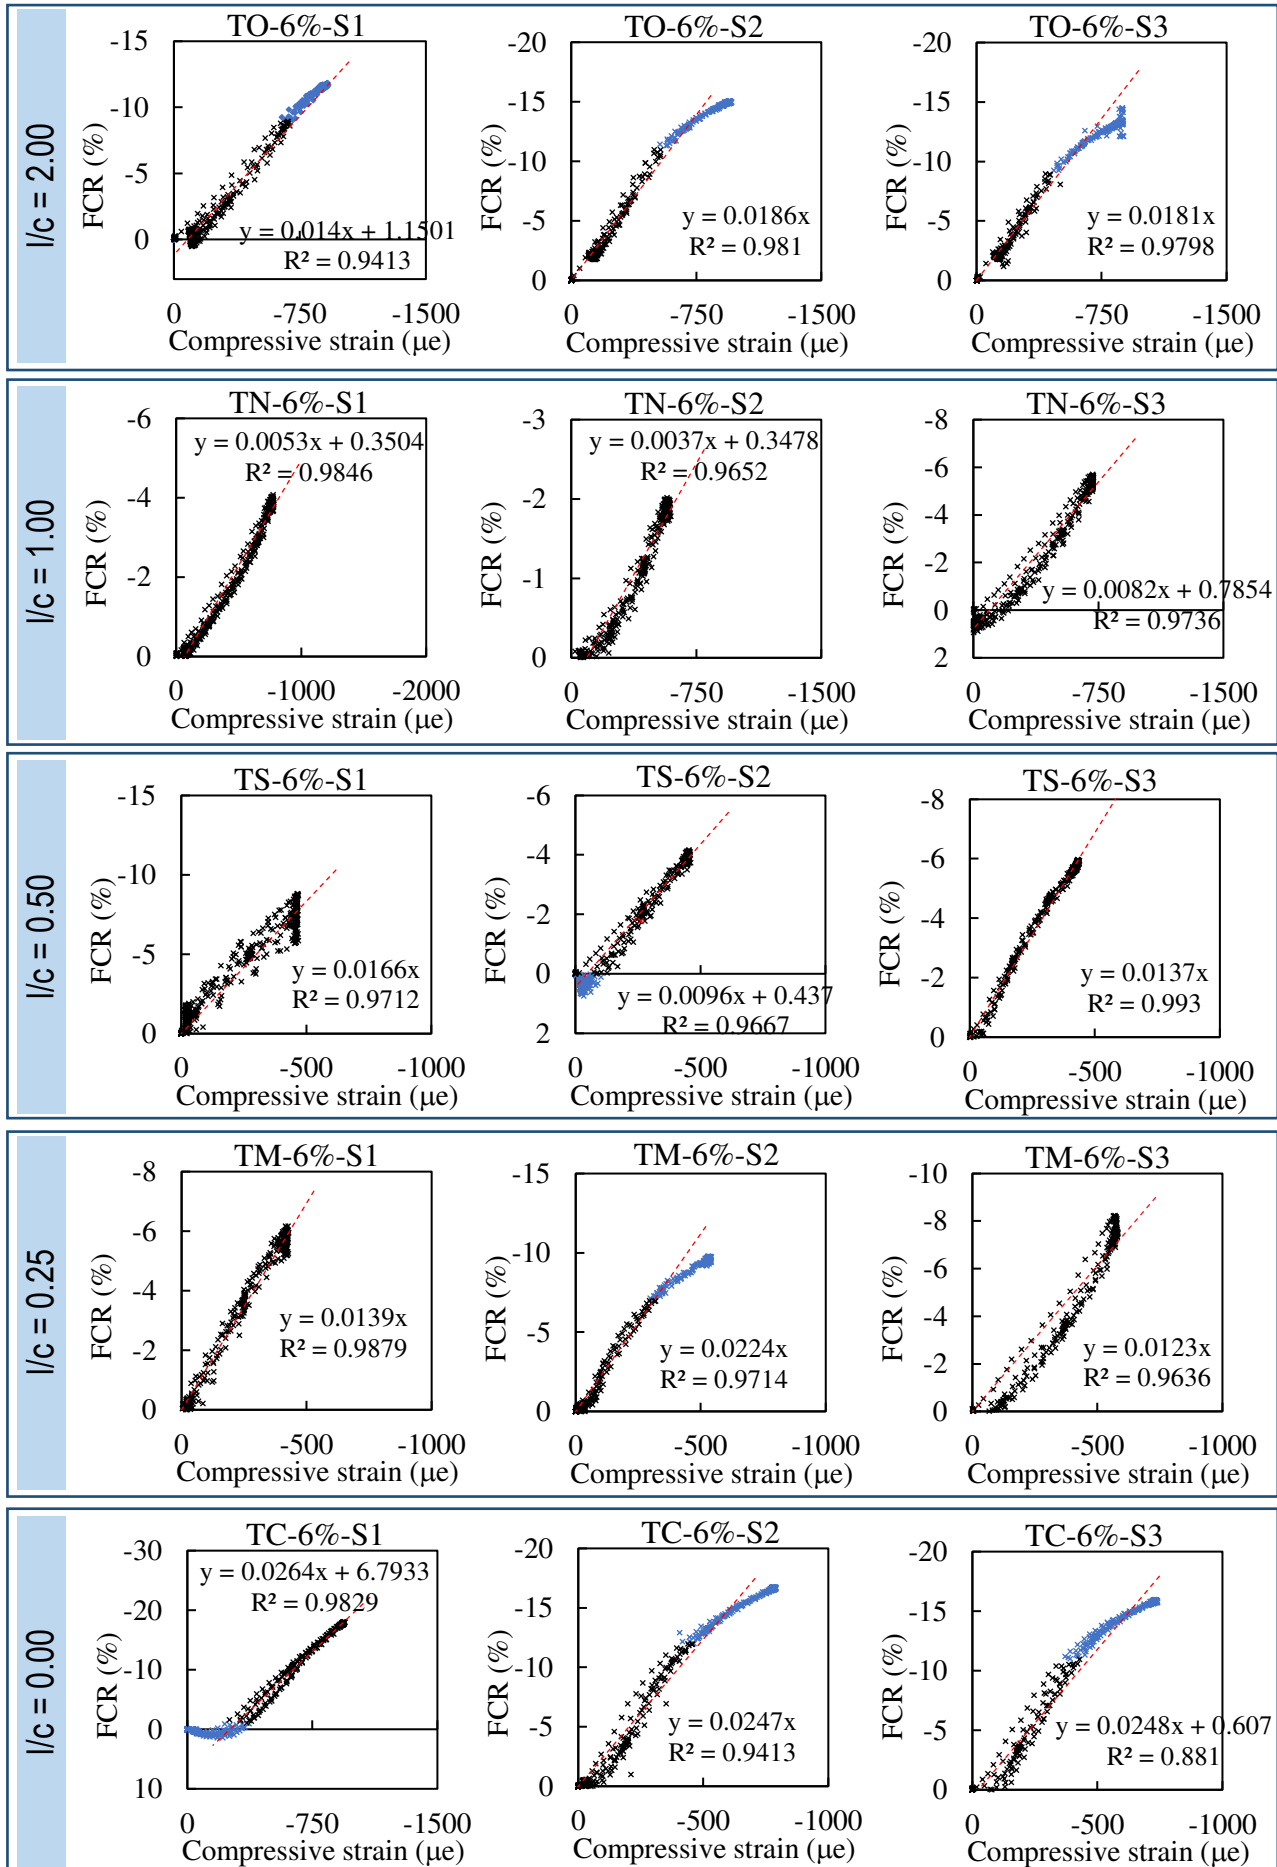 l/c = 2.00
TO-6%-S1
-15
-10
-5
0
FCR (%)
y = 0.014x + 1.1501
R² = 0.9413
0 -750 -1500
Compressive strain (με)
TO-6%-S2
-20
-15
-10
-5
0
FCR (%)
y = 0.0186x
R² = 0.981
0 -750 -1500
Compressive strain (με)
TO-6%-S3
-20
-15
-10
-5
0
FCR (%)
y = 0.0181x
R² = 0.9798
0 -750 -1500
Compressive strain (με)
l/c = 1.00
TN-6%-S1
-6
-4
-2
0
FCR (%)
y = 0.0053x + 0.3504
R² = 0.9846
0 -1000 -2000
Compressive strain (με)
TN-6%-S2
-3
-2
-1
0
FCR (%)
y = 0.0037x + 0.3478
R² = 0.9652
0 -750 -1500
Compressive strain (με)
TN-6%-S3
-8
-6
-4
-2
0
2
FCR (%)
y = 0.0082x + 0.7854
R² = 0.9736
0 -750 -1500
Compressive strain (με)
l/c = 0.50
TS-6%-S1
-15
-10
-5
0
FCR (%)
y = 0.0166x
R² = 0.9712
0 -500 -1000
Compressive strain (με)
TS-6%-S2
-6
-4
-2
0
2
FCR (%)
y = 0.0096x + 0.437
R² = 0.9667
0 -500 -1000
Compressive strain (με)
TS-6%-S3
-8
-6
-4
-2
0
FCR (%)
y = 0.0137x
R² = 0.993
0 -500 -1000
Compressive strain (με)
l/c = 0.25
TM-6%-S1
-8
-6
-4
-2
0
FCR (%)
y = 0.0139x
R² = 0.9879
0 -500 -1000
Compressive strain (με)
TM-6%-S2
-15
-10
-5
0
FCR (%)
y = 0.0224x
R² = 0.9714
0 -500 -1000
Compressive strain (με)
TM-6%-S3
-10
-8
-6
-4
-2
0
FCR (%)
y = 0.0123x
R² = 0.9636
0 -500 -1000
Compressive strain (με)
l/c = 0.00
TC-6%-S1
-30
-20
-10
0
10
FCR (%)
y = 0.0264x + 6.7933
R² = 0.9829
0 -750 -1500
Compressive strain (με)
TC-6%-S2
-20
-15
-10
-5
0
FCR (%)
y = 0.0247x
R² = 0.9413
0 -500 -1000
Compressive strain (με)
TC-6%-S3
-20
-15
-10
-5
0
FCR (%)
y = 0.0248x + 0.607
R² = 0.881
0 -500 -1000
Compressive strain (με)